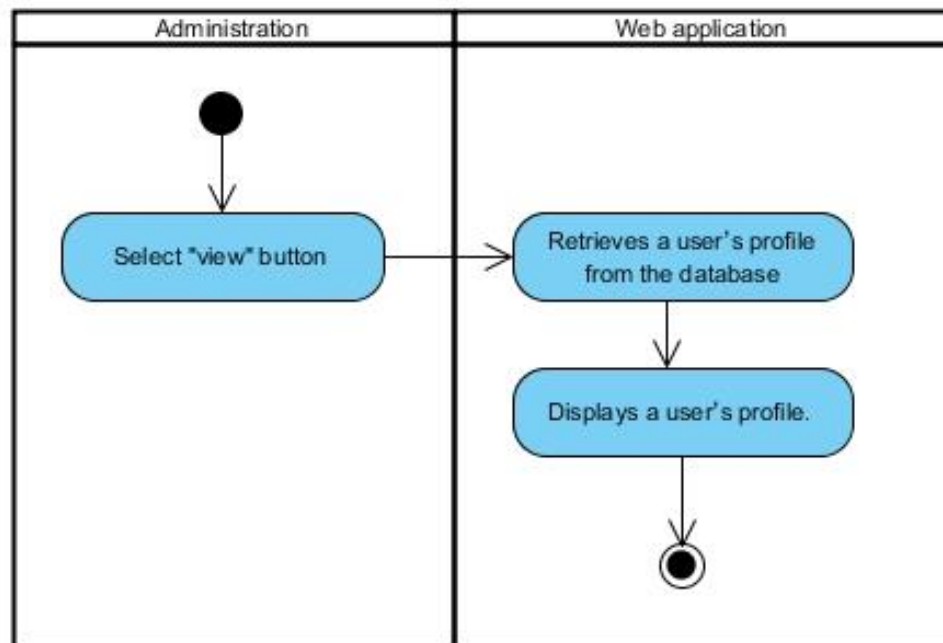 Administration
Web application
Select "view" button
Retrieves a user’s profile
from the database
Displays a user’s profile.